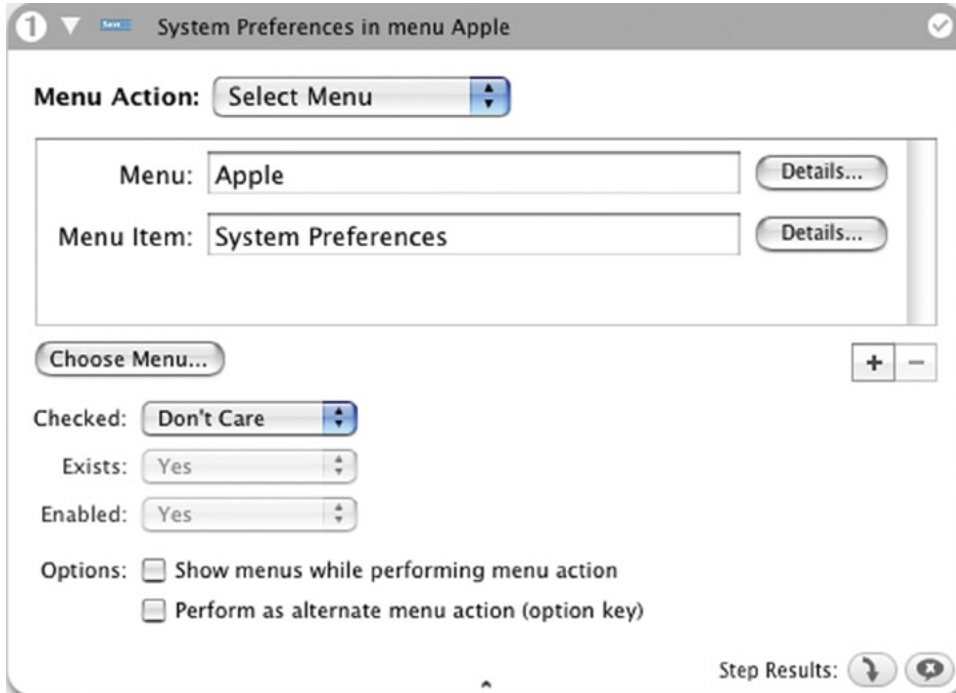 1 Save... System Preferences in menu Apple
Menu Action: Select Menu
Menu: Apple Details...
Menu Item: System Preferences Details...
Choose Menu... + −
Checked: Don't Care
Exists: Yes
Enabled: Yes
Options: Show menus while performing menu action
Perform as alternate menu action (option key)
Step Results: